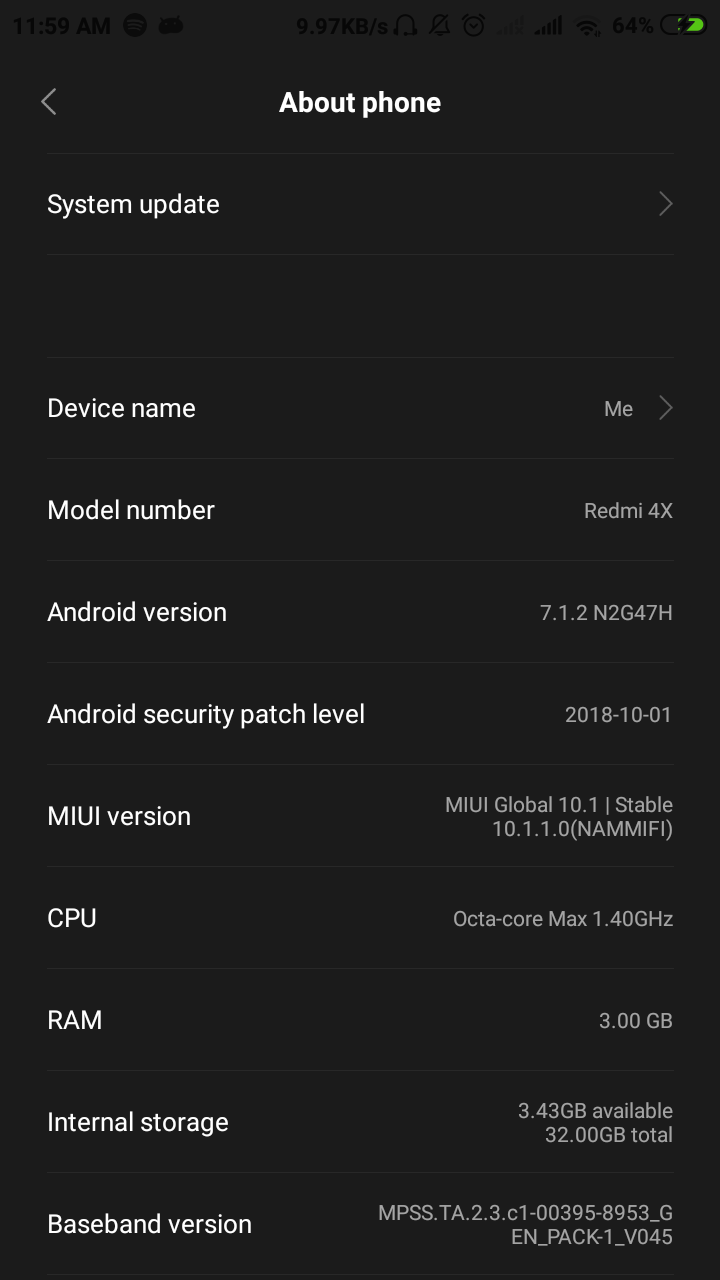 11:59 AM 9.97KB/s 64%
About phone
System update
Device name Me
Model number Redmi 4X
Android version 7.1.2 N2G47H
Android security patch level 2018-10-01
MIUI version MIUI Global 10.1 | Stable
10.1.1.0(NAMMIFI)
CPU Octa-core Max 1.40GHz
RAM 3.00 GB
Internal storage 3.43GB available
32.00GB total
Baseband version MPSS.TA.2.3.c1-00395-8953_G
EN_PACK-1_V045